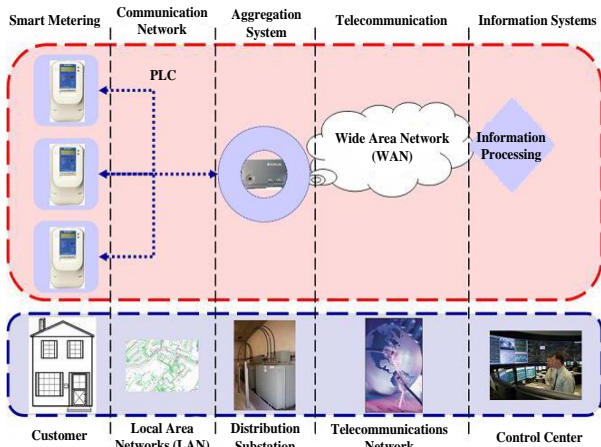 Smart Metering
Communication
Network
Aggregation
System
Telecommunication
Information Systems
PLC
Wide Area Network
(WAN)
Information
Processing
Customer
Local Area
Networks (LAN)
Distribution
Substation
Telecommunications
Network
Control Center